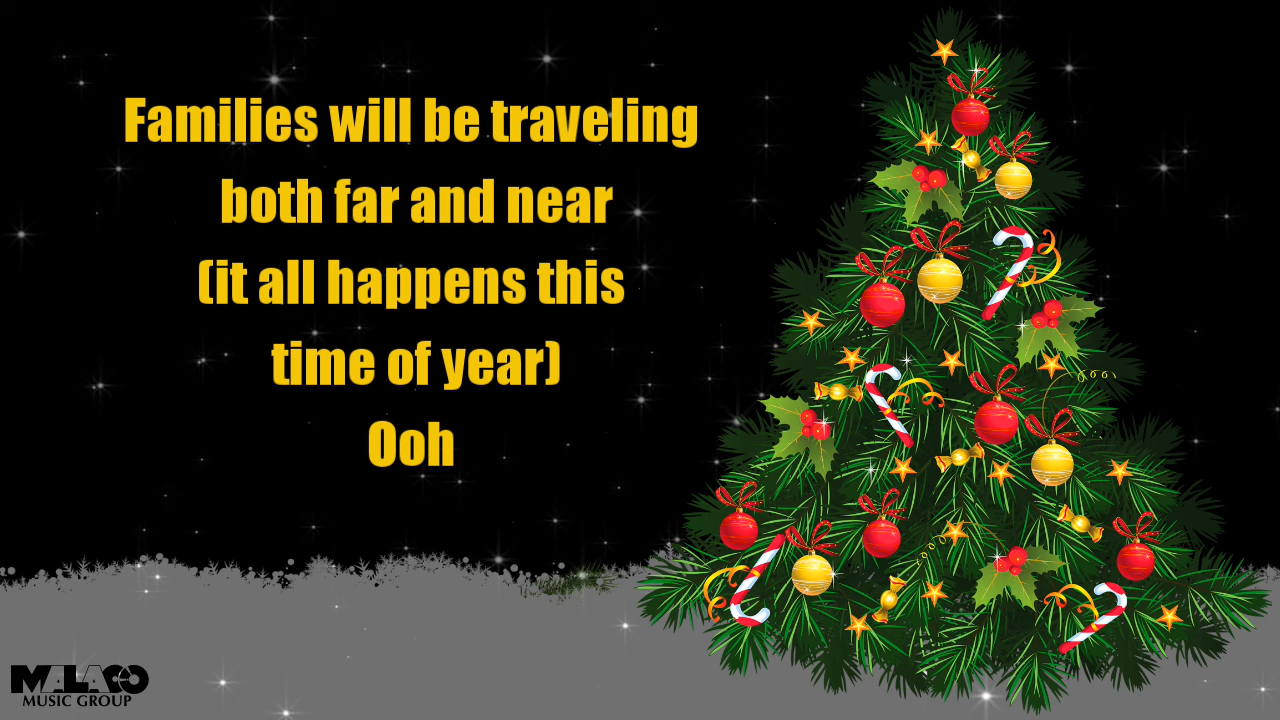 Families will be traveling
both far and near
(it all happens this
time of year)
Ooh
MALACO
MUSIC GROUP